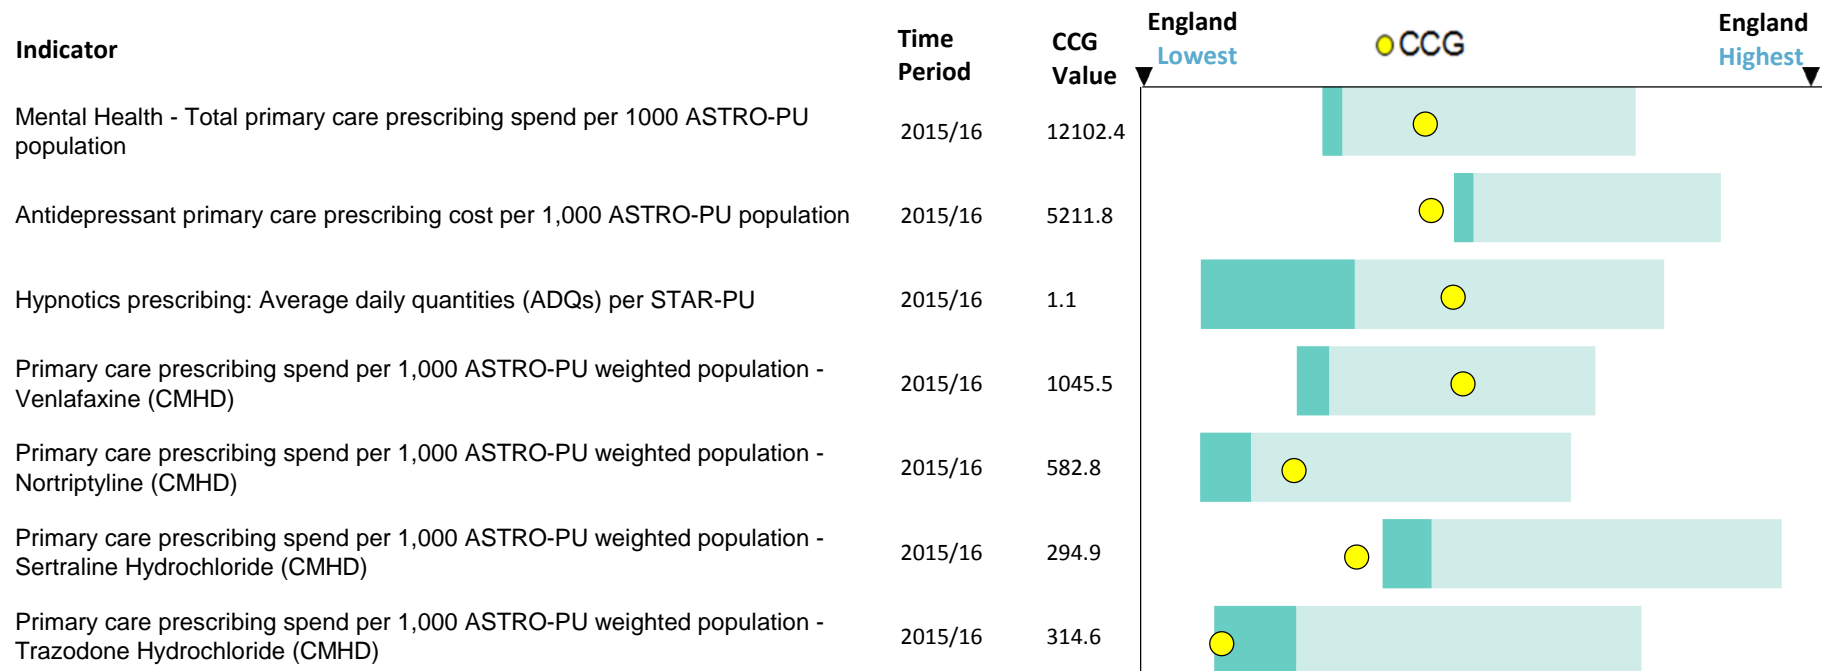 Indicator
Time
Period
CCG
Value
England
Lowest
CCG
England
Highest
Mental Health - Total primary care prescribing spend per 1000 ASTRO-PU
population
2015/16
12102.4
Antidepressant primary care prescribing cost per 1,000 ASTRO-PU population
2015/16
5211.8
Hypnotics prescribing: Average daily quantities (ADQs) per STAR-PU
2015/16
1.1
Primary care prescribing spend per 1,000 ASTRO-PU weighted population -
Venlafaxine (CMHD)
2015/16
1045.5
Primary care prescribing spend per 1,000 ASTRO-PU weighted population -
Nortriptyline (CMHD)
2015/16
582.8
Primary care prescribing spend per 1,000 ASTRO-PU weighted population -
Sertraline Hydrochloride (CMHD)
2015/16
294.9
Primary care prescribing spend per 1,000 ASTRO-PU weighted population -
Trazodone Hydrochloride (CMHD)
2015/16
314.6